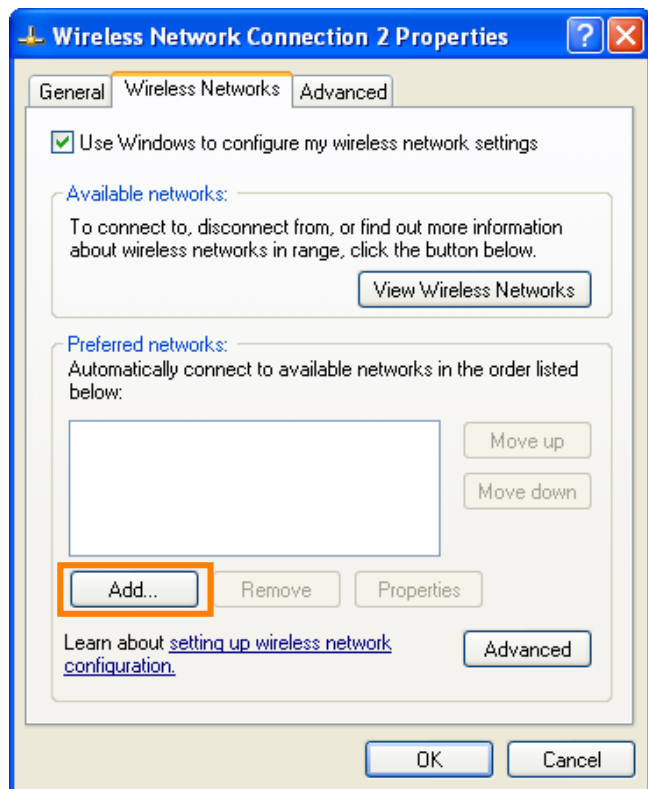 Wireless Network Connection 2 Properties
General Wireless Networks Advanced
Use Windows to configure my wireless network settings
Available networks:
To connect to, disconnect from, or find out more information
about wireless networks in range, click the button below.
View Wireless Networks
Preferred networks:
Automatically connect to available networks in the order listed
below:
Move up
Move down
Add... Remove Properties
Learn about setting up wireless network
configuration.
Advanced
OK Cancel